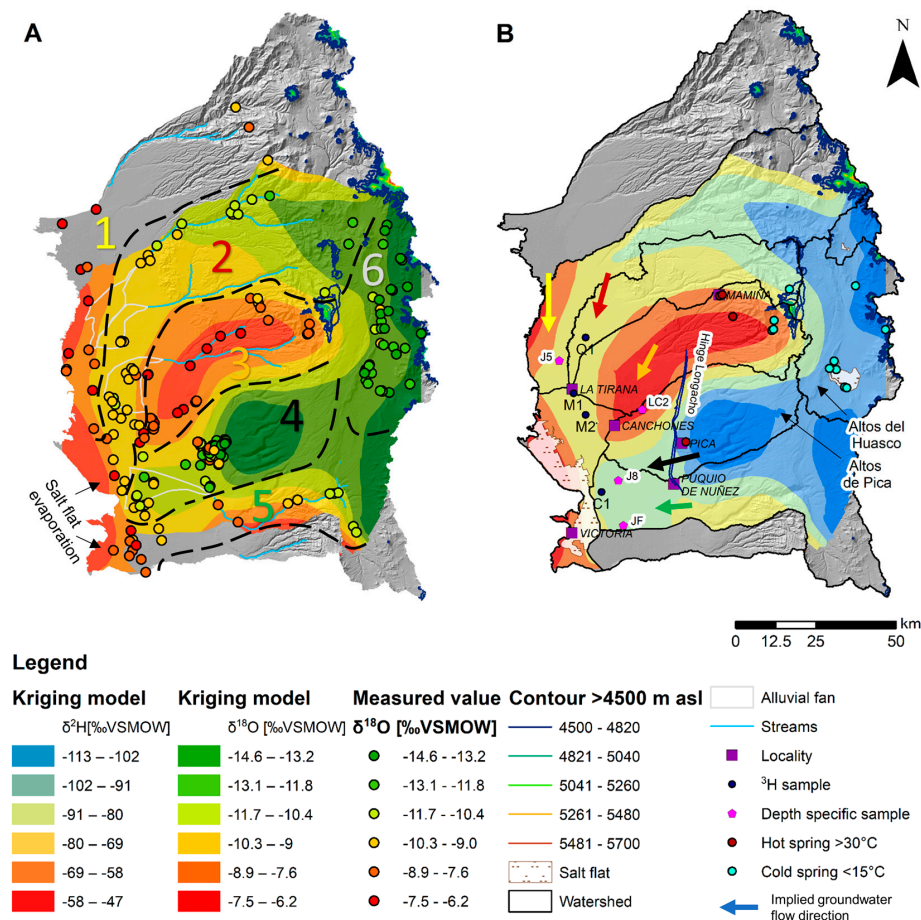 A
B
N
1
2
3
4
5
6
Salt flat
evaporation
MAMIÑA
O1
J5
LA TIRANA
M1
M2
LC2
CANCHONES
Hinge Longacho
PICA
J8
PUQUIO
DE NUÑEZ
C1
JF
VICTORIA
Altos del
Huasco
Altos
de Pica
km
0 12.5 25 50
Legend
Kriging model
δ²H[‰VSMOW]
-113 – -102
-102 – -91
-91 – -80
-80 – -69
-69 – -58
-58 – -47
Kriging model
δ¹⁸O [‰VSMOW]
-14.6 – -13.2
-13.1 – -11.8
-11.7 – -10.4
-10.3 – -9
-8.9 – -7.6
-7.5 – -6.2
Measured value
δ¹⁸O [‰VSMOW]
-14.6 – -13.2
-13.1 – -11.8
-11.7 – -10.4
-10.3 – -9.0
-8.9 – -7.6
-7.5 – -6.2
Contour >4500 m asl
4500 - 4820
4821 - 5040
5041 - 5260
5261 - 5480
5481 - 5700
Salt flat
Watershed
Alluvial fan
Streams
Locality
³H sample
Depth specific sample
Hot spring >30°C
Cold spring <15°C
Implied groundwater
flow direction